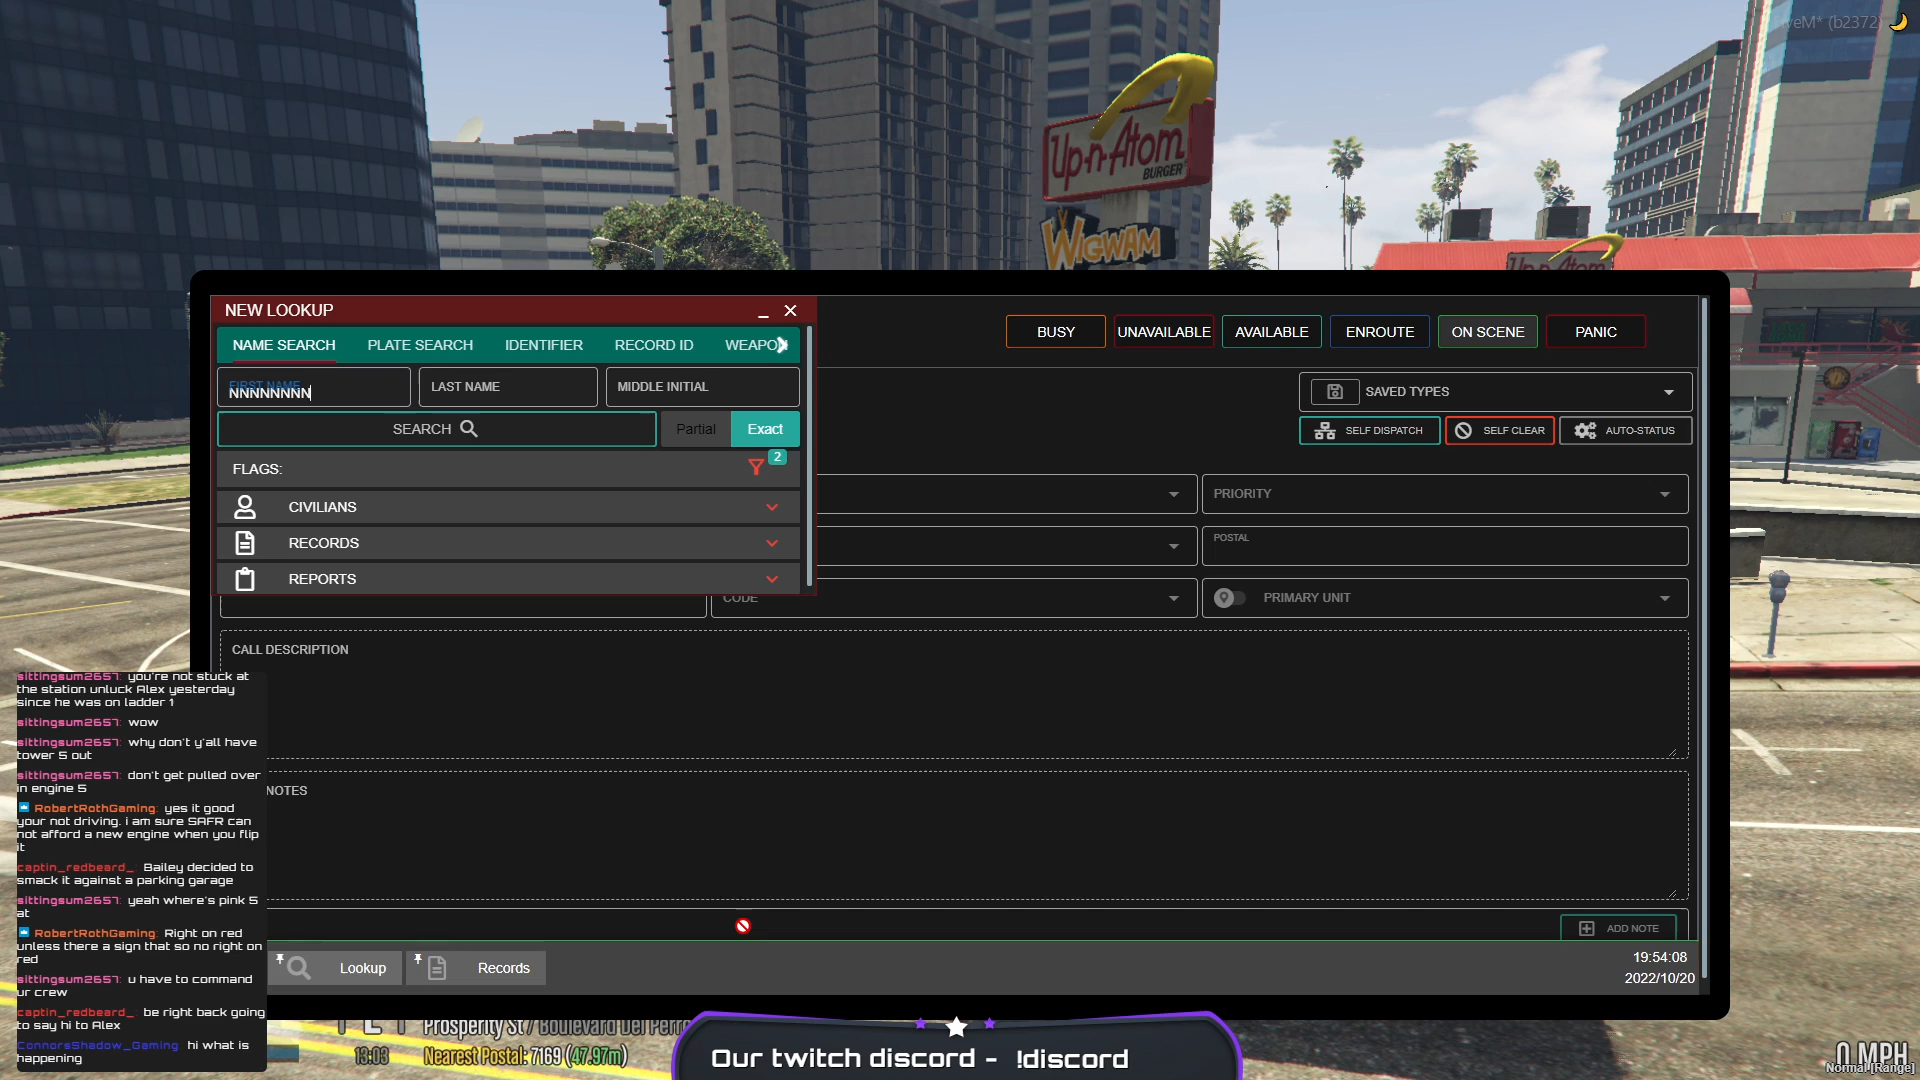 veM* (b2372)
Up-n-Atom
BURGER
WIGWAM
Up-n-Atom
NEW LOOKUP
NAME SEARCH
PLATE SEARCH
IDENTIFIER
RECORD ID
WEAPON
FIRST NAME
NNNNNNNN
LAST NAME
MIDDLE INITIAL
SEARCH
Partial
Exact
FLAGS:
2
CIVILIANS
RECORDS
REPORTS
BUSY
UNAVAILABLE
AVAILABLE
ENROUTE
ON SCENE
PANIC
SAVED TYPES
SELF DISPATCH
SELF CLEAR
AUTO-STATUS
PRIORITY
POSTAL
CODE
PRIMARY UNIT
CALL DESCRIPTION
NOTES
ADD NOTE
Lookup
Records
19:54:08
2022/10/20
sittingsum2657: you're not stuck at
the station unluck Alex yesterday
since he was on ladder 1
sittingsum2657: wow
sittingsum2657: why don't y'all have
tower 5 out
sittingsum2657: don't get pulled over
in engine 5
RobertRothGaming: yes it good
your not driving. i am sure SAFR can
not afford a new engine when you flip
it
captin_redbeard_: Bailey decided to
smack it against a parking garage
sittingsum2657: yeah where's pink 5
at
RobertRothGaming: Right on red
unless there a sign that so no right on
red
sittingsum2657: u have to command
ur crew
captin_redbeard_: be right back going
to say hi to Alex
ConnorsShadow_Gaming: hi what is
happening
Prosperity St / Boulevard Del Perro
13:03
Nearest Postal: 7169 (47.97m)
Our twitch discord - !discord
0 MPH
Normal [Range]